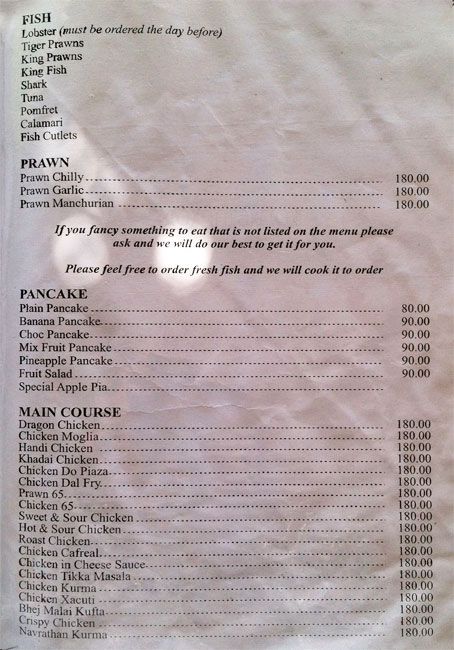 FISH
Lobster (must be ordered the day before)
Tiger Prawns
King Prawns
King Fish
Shark
Tuna
Pomfret
Calamari
Fish Cutlets
PRAWN
Prawn Chilly 180.00
Prawn Garlic 180.00
Prawn Manchurian 180.00
If you fancy something to eat that is not listed on the menu please
ask and we will do our best to get it for you.
Please feel free to order fresh fish and we will cook it to order
PANCAKE
Plain Pancake 80.00
Banana Pancake 90.00
Choc Pancake 90.00
Mix Fruit Pancake 90.00
Pineapple Pancake 90.00
Fruit Salad 90.00
Special Apple Pia
MAIN COURSE
Dragon Chicken 180.00
Chicken Moglia 180.00
Handi Chicken 180.00
Khadai Chicken 180.00
Chicken Do Piaza 180.00
Chicken Dal Fry 180.00
Prawn 65 180.00
Chicken 65 180.00
Sweet & Sour Chicken 180.00
Hot & Sour Chicken 180.00
Roast Chicken 180.00
Chicken Cafreal 180.00
Chicken in Cheese Sauce 180.00
Chicken Tikka Masala 180.00
Chicken Kurma 180.00
Chicken Xacuti 180.00
Bhej Malai Kufta 180.00
Crispy Chicken 180.00
Navrathan Kurma 180.00